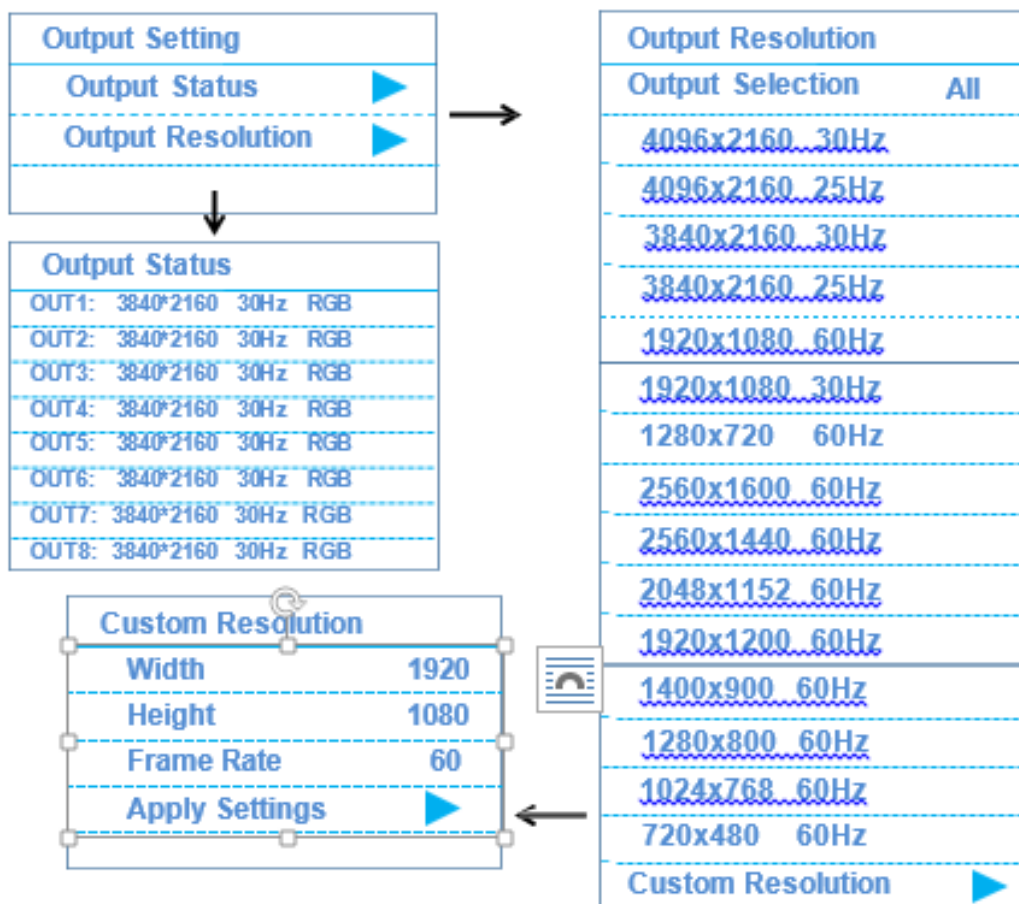 Output Setting
Output Status
Output Resolution
Output Status
OUT1: 3840*2160 30Hz RGB
OUT2: 3840*2160 30Hz RGB
OUT3: 3840*2160 30Hz RGB
OUT4: 3840*2160 30Hz RGB
OUT5: 3840*2160 30Hz RGB
OUT6: 3840*2160 30Hz RGB
OUT7: 3840*2160 30Hz RGB
OUT8: 3840*2160 30Hz RGB
Output Resolution
Output Selection All
4096x2160 30Hz
4096x2160 25Hz
3840x2160 30Hz
3840x2160 25Hz
1920x1080 60Hz
1920x1080 30Hz
1280x720 60Hz
2560x1600 60Hz
2560x1440 60Hz
2048x1152 60Hz
1920x1200 60Hz
1400x900 60Hz
1280x800 60Hz
1024x768 60Hz
720x480 60Hz
Custom Resolution
Custom Resolution
Width 1920
Height 1080
Frame Rate 60
Apply Settings